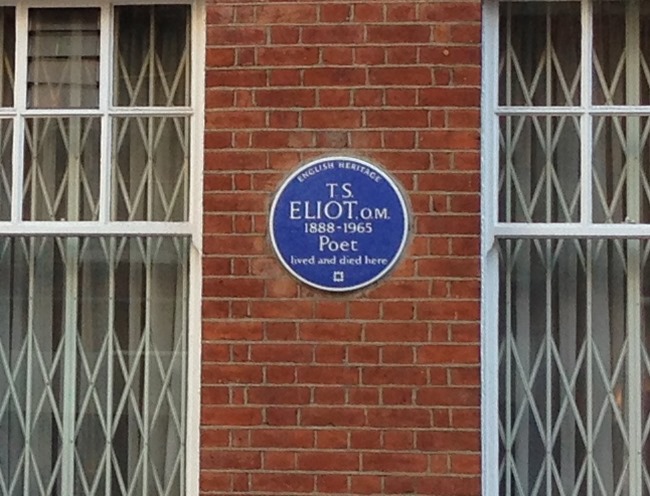 ENGLISH HERITAGE
T.S.
ELIOT, O.M.
1888-1965
Poet
lived and died here